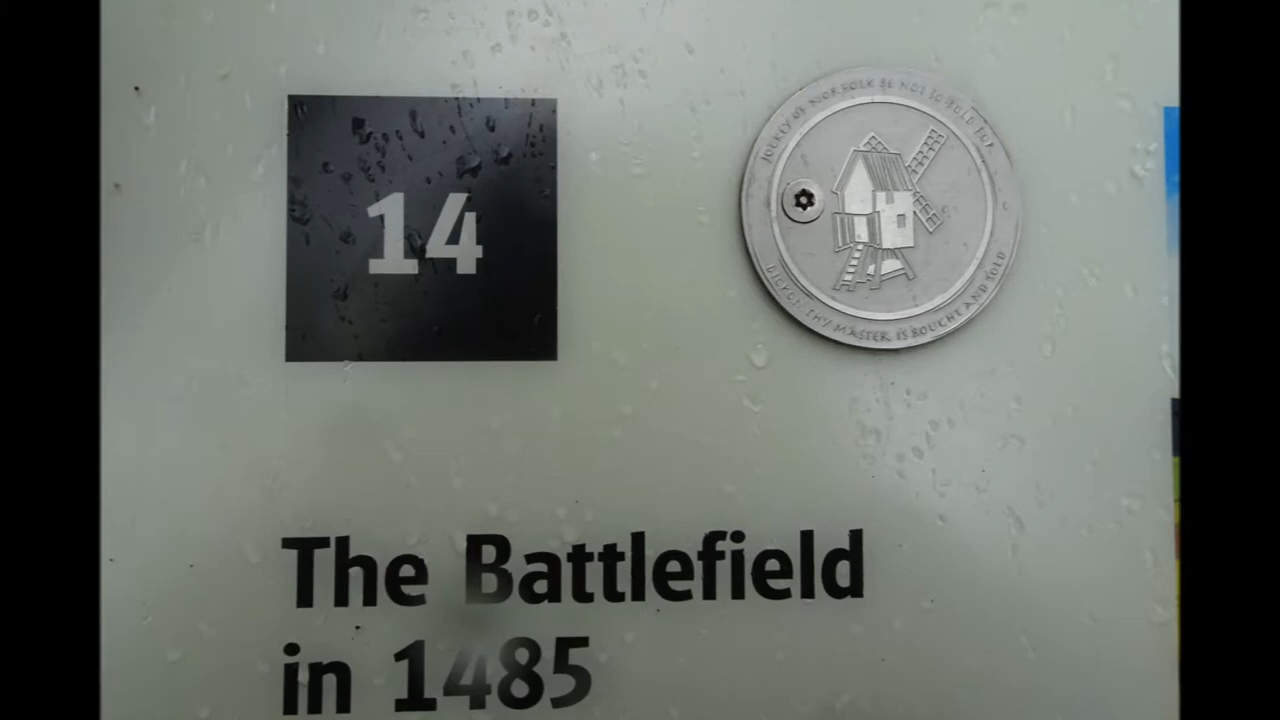 14
JOCKEY OF NORFOLK BE NOT SO BOLD FOR
DICKON THY MASTER IS BOUGHT AND SOLD
The Battlefield
in 1485